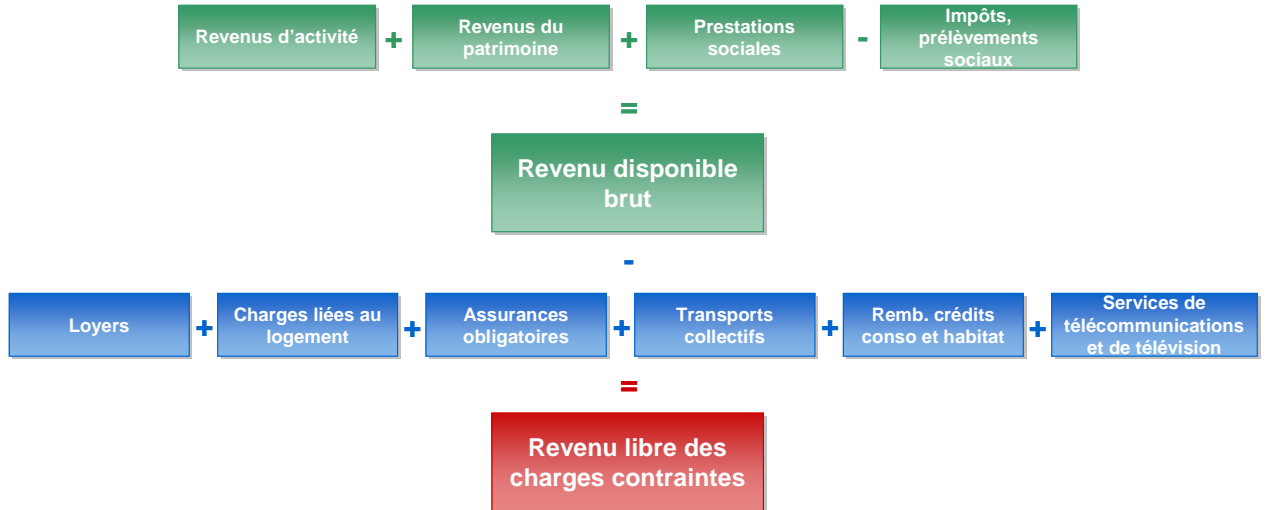 Revenus d'activité + Revenus du patrimoine + Prestations sociales - Impôts, prélèvements sociaux
=
Revenu disponible
brut
-
Loyers + Charges liées au logement + Assurances obligatoires + Transports collectifs + Remb. crédits conso et habitat + Services de télécommunications et de télévision
=
Revenu libre des
charges contraintes